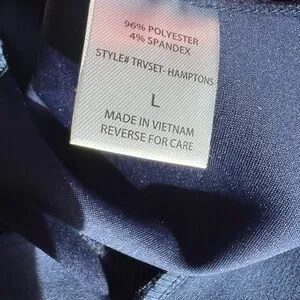 96% POLYESTER
4% SPANDEX
STYLE# TRVSET- HAMPTONS
L
MADE IN VIETNAM
REVERSE FOR CARE